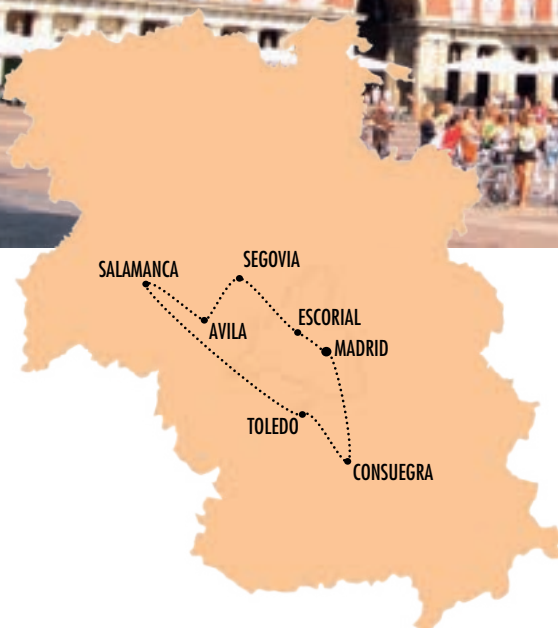 SEGOVIA
SALAMANCA
ESCORIAL
AVILA
MADRID
TOLEDO
CONSUEGRA